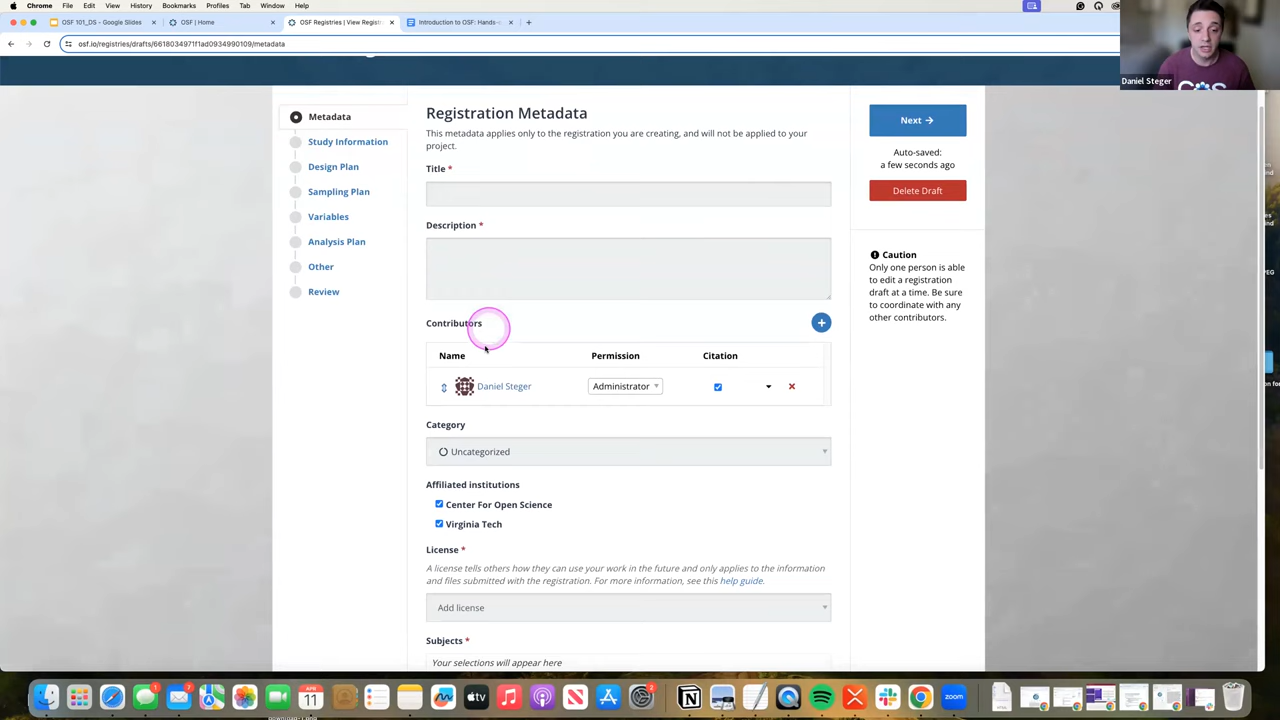 Chrome File Edit View History Bookmarks Profiles Tab Window Help
OSF 101_DS - Google Slides
OSF | Home
OSF Registries | View Regist
Introduction to OSF: Hands-
osf.io/registries/drafts/6618034971f1ad0934990109/metadata
Daniel Steger
Metadata
Study Information
Design Plan
Sampling Plan
Variables
Analysis Plan
Other
Review
Registration Metadata
This metadata applies only to the registration you are creating, and will not be applied to your
project.
Title *
Description *
Contributors
Name Permission Citation
Daniel Steger Administrator
Category
Uncategorized
Affiliated institutions
Center For Open Science
Virginia Tech
License *
A license tells others how they can use your work in the future and only applies to the information
and files submitted with the registration. For more information, see this help guide.
Add license
Subjects *
Your selections will appear here
Next
Auto-saved:
a few seconds ago
Delete Draft
Caution
Only one person is able
to edit a registration
draft at a time. Be sure
to coordinate with any
other contributors.
APR
11
tv
zoom